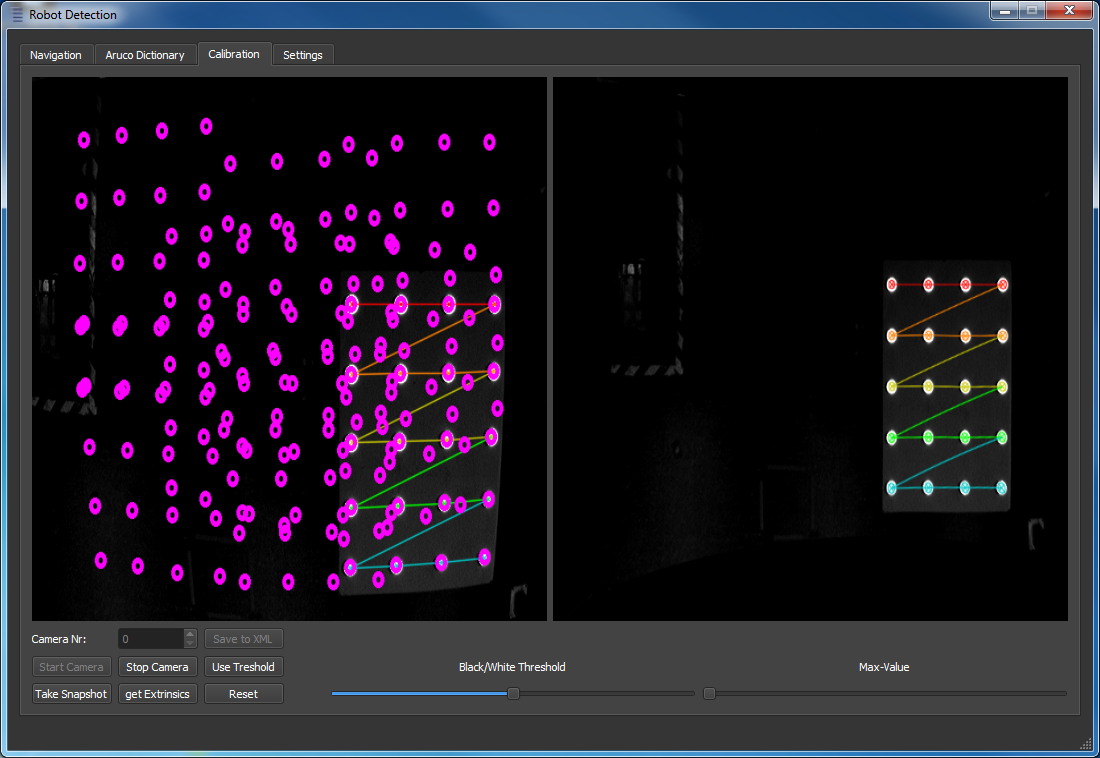 Robot Detection
Navigation Aruco Dictionary Calibration Settings
Camera Nr: 0 Save to XML
Start Camera Stop Camera Use Treshold Black/White Threshold Max-Value
Take Snapshot get Extrinsics Reset